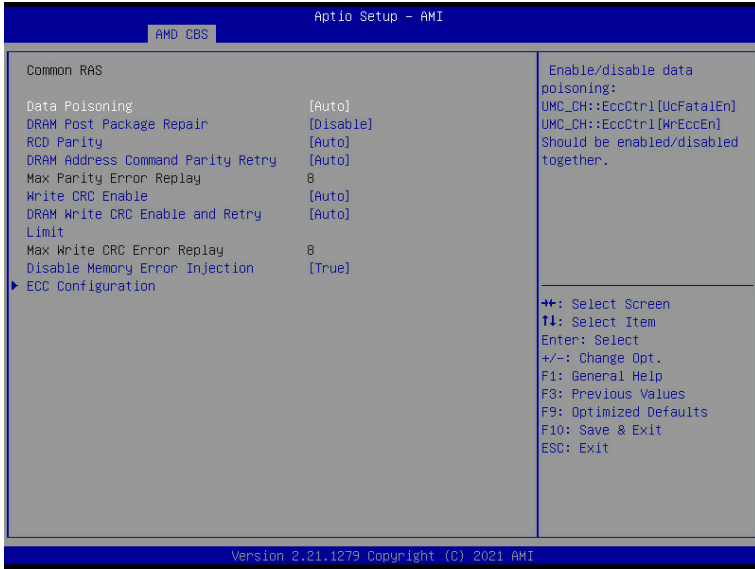 Aptio Setup - AMI
AMD CBS
Common RAS
Data Poisoning [Auto]
DRAM Post Package Repair [Disable]
RCD Parity [Auto]
DRAM Address Command Parity Retry [Auto]
Max Parity Error Replay 8
Write CRC Enable [Auto]
DRAM Write CRC Enable and Retry [Auto]
Limit
Max Write CRC Error Replay 8
Disable Memory Error Injection [True]
ECC Configuration
Enable/disable data
poisoning:
UMC_CH::EccCtrl[UcFatalEn]
UMC_CH::EccCtrl[WrEccEn]
Should be enabled/disabled
together.
→←: Select Screen
↑↓: Select Item
Enter: Select
+/-: Change Opt.
F1: General Help
F3: Previous Values
F9: Optimized Defaults
F10: Save & Exit
ESC: Exit
Version 2.21.1279 Copyright (C) 2021 AMI